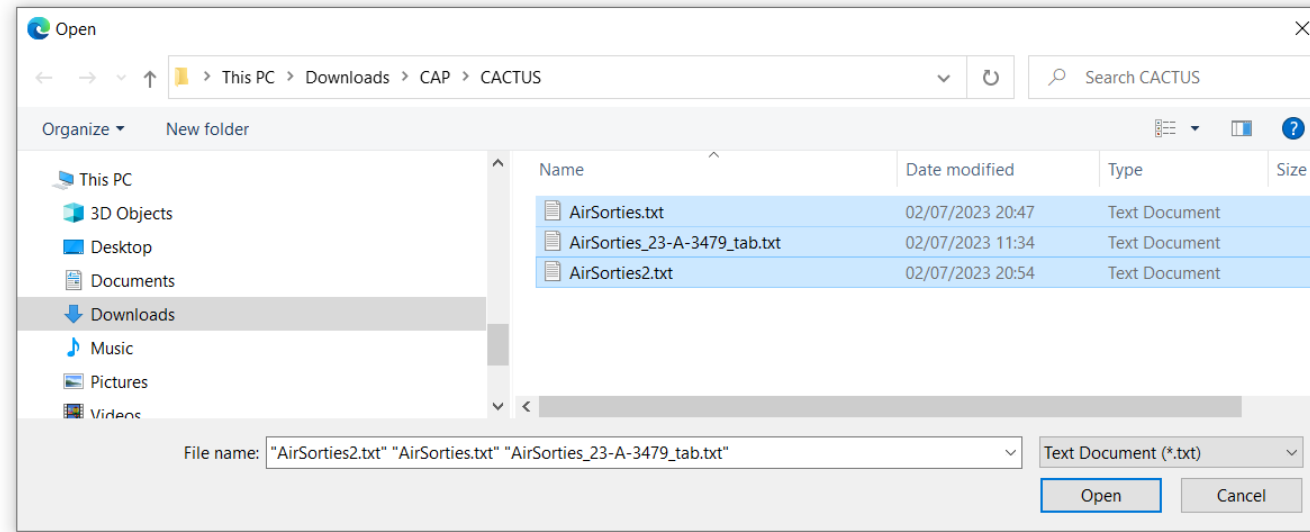 Open
This PC > Downloads > CAP > CACTUS
Search CACTUS
Organize
New folder
This PC
3D Objects
Desktop
Documents
Downloads
Music
Pictures
Videos
Name Date modified Type Size
AirSorties.txt 02/07/2023 20:47 Text Document
AirSorties_23-A-3479_tab.txt 02/07/2023 11:34 Text Document
AirSorties2.txt 02/07/2023 20:54 Text Document
File name: "AirSorties2.txt" "AirSorties.txt" "AirSorties_23-A-3479_tab.txt"
Text Document (*.txt)
Open Cancel